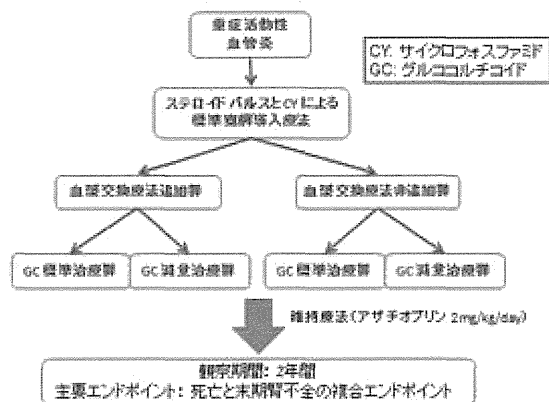 重症活動性
血管炎
CY: サイクロフォスファミド
GC: グルココルチコイド
ステロイドパルスとCYによる
標準寛解導入療法
血漿交換療法追加群
血漿交換療法非追加群
GC標準治療群
GC減量治療群
GC標準治療群
GC減量治療群
維持療法(アザチオプリン 2mg/kg/day)
観察期間: 2年間
主要エンドポイント: 死亡と末期腎不全の複合エンドポイント